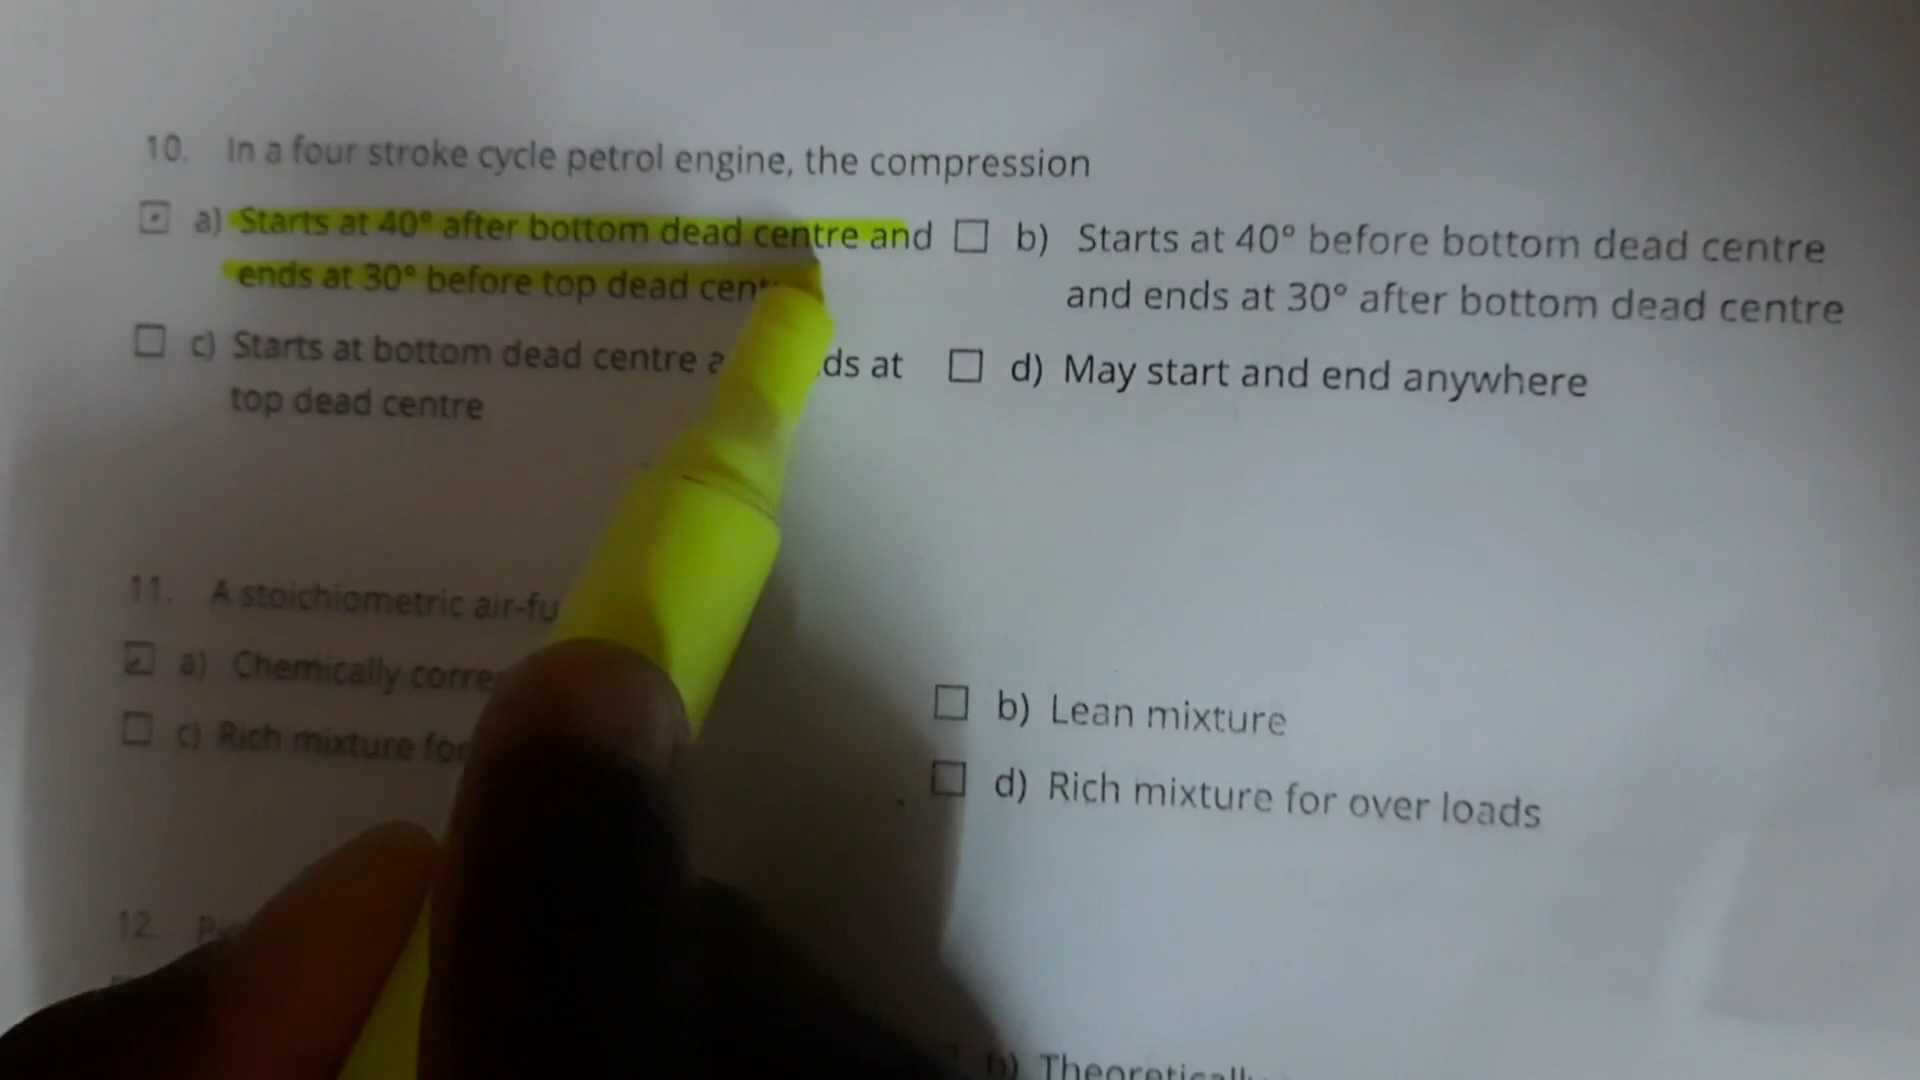 10. In a four stroke cycle petrol engine, the compression
a) Starts at 40° after bottom dead centre and
ends at 30° before top dead
b) Starts at 40° before bottom dead centre
and ends at 30° after bottom dead centre
c) Starts at bottom dead centre at
top dead centre
d) May start and end anywhere
11. A stoichiometric
a) Chemically
b) Lean mixture
c) Rich mixture
d) Rich mixture for over loads
12.
b)